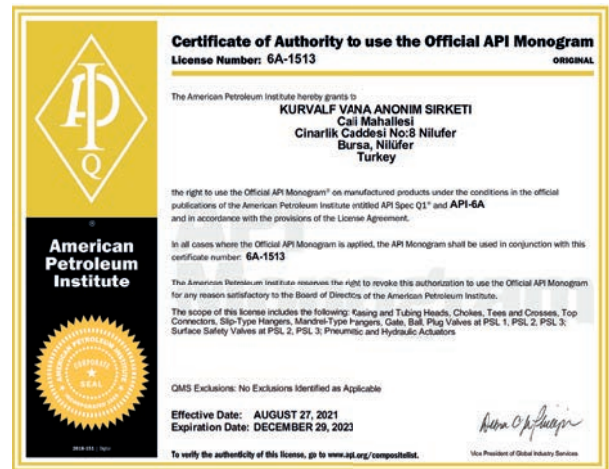 Certificate of Authority to use the Official API Monogram
License Number: 6A-1513
ORIGINAL
The American Petroleum Institute hereby grants to
KURVALF VANA ANONIM SIRKETI
Cali Mahallesi
Cinarlik Caddesi No:8 Nilufer
Bursa, Nilüfer
Turkey
the right to use the Official API Monogram® on manufactured products under the conditions in the official
publications of the American Petroleum Institute entitled API Spec Q1® and API-6A
and in accordance with the provisions of the License Agreement.
In all cases where the Official API Monogram is applied, the API Monogram shall be used in conjunction with this
certificate number: 6A-1513
The American Petroleum Institute reserves the right to revoke this authorization to use the Official API Monogram
for any reason satisfactory to the Board of Directors of the American Petroleum Institute.
The scope of this license includes the following: Casing and Tubing Heads, Chokes, Tees and Crosses, Top
Connectors, Slip-Type Hangers, Mandrel-Type Hangers, Gate, Ball, Plug Valves at PSL 1, PSL 2, PSL 3;
Surface Safety Valves at PSL 2, PSL 3; Pneumatic and Hydraulic Actuators
QMS Exclusions: No Exclusions Identified as Applicable
Effective Date: AUGUST 27, 2021
Expiration Date: DECEMBER 29, 2023
To verify the authenticity of this license, go to www.api.org/compositelist.
Vice President of Global Industry Services
API
Q
®
American
Petroleum
Institute
AMERICAN PETROLEUM INSTITUTE
CORPORATE
SEAL